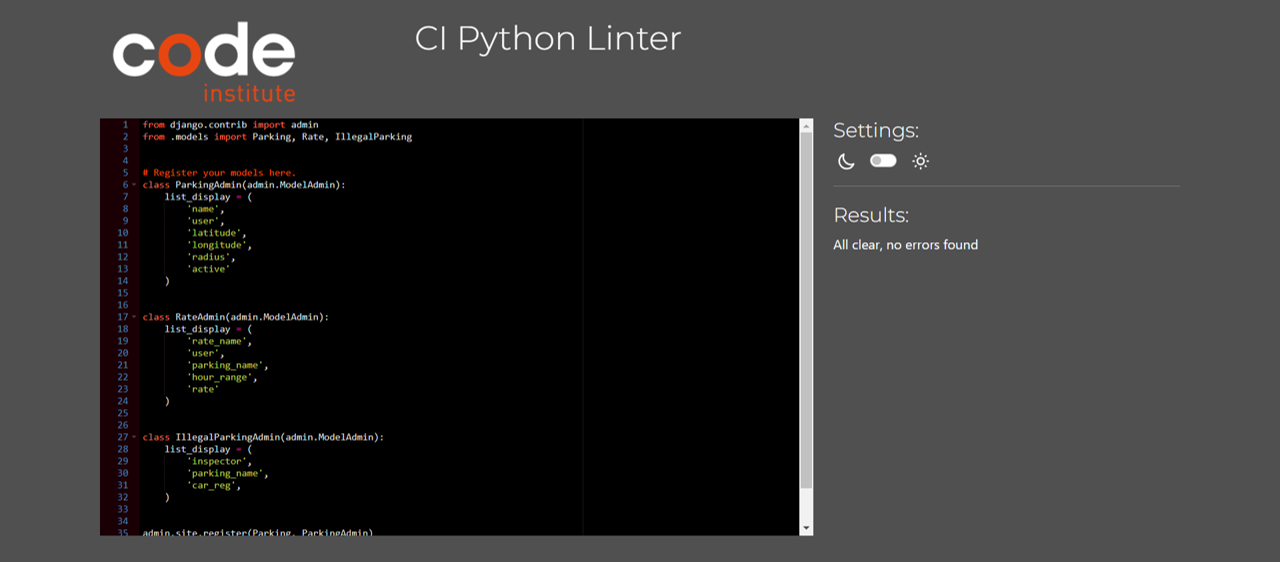 code
institute
CI Python Linter
1 from django.contrib import admin
2 from .models import Parking, Rate, IllegalParking
3
4
5 # Register your models here.
6 class ParkingAdmin(admin.ModelAdmin):
7     list_display = (
8         'name',
9         'user',
10         'latitude',
11         'longitude',
12         'radius',
13         'active'
14     )
15
16
17 class RateAdmin(admin.ModelAdmin):
18     list_display = (
19         'rate_name',
20         'user',
21         'parking_name',
22         'hour_range',
23         'rate'
24     )
25
26
27 class IllegalParkingAdmin(admin.ModelAdmin):
28     list_display = (
29         'inspector',
30         'parking_name',
31         'car_reg',
32     )
33
34
35 admin.site.register(Parking, ParkingAdmin)
Settings:
Results:
All clear, no errors found